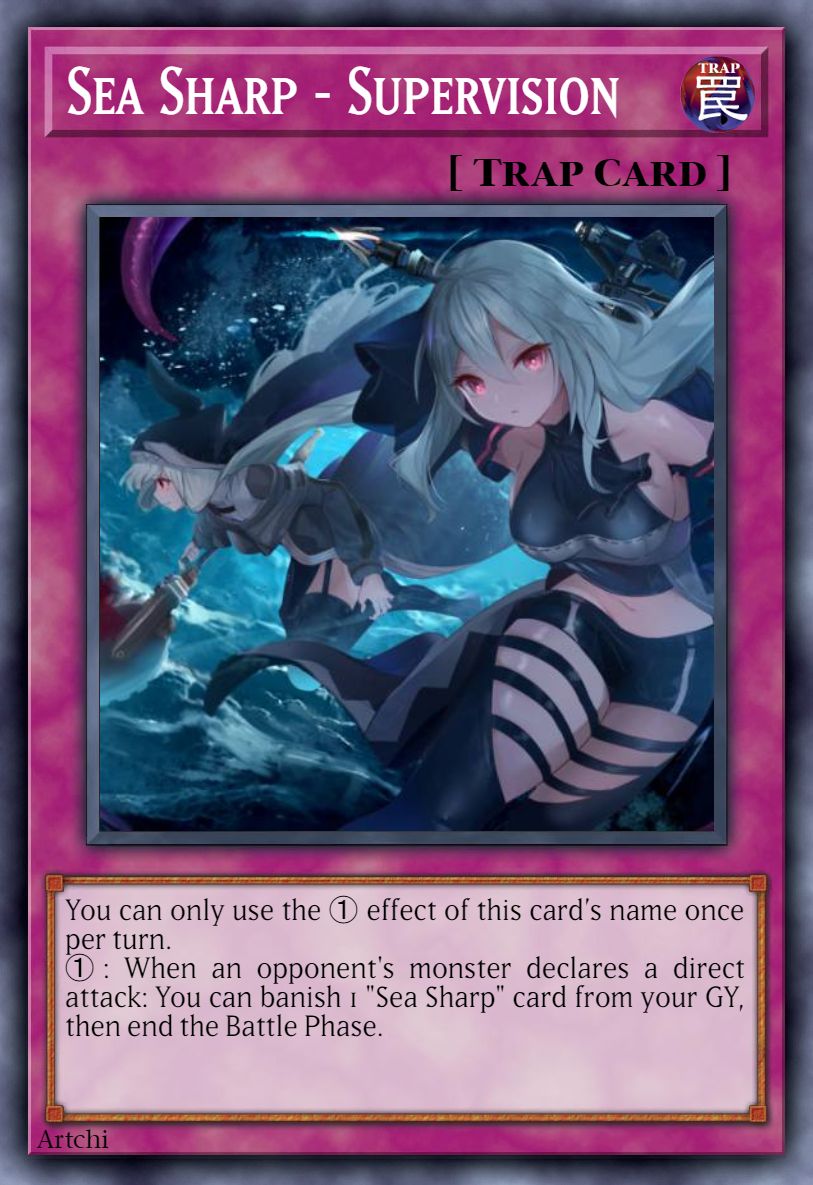 Sea Sharp - Supervision
TRAP
罠
[ Trap Card ]
You can only use the ① effect of this card's name once
per turn.
① : When an opponent's monster declares a direct
attack: You can banish 1 "Sea Sharp" card from your GY,
then end the Battle Phase.
Artchi